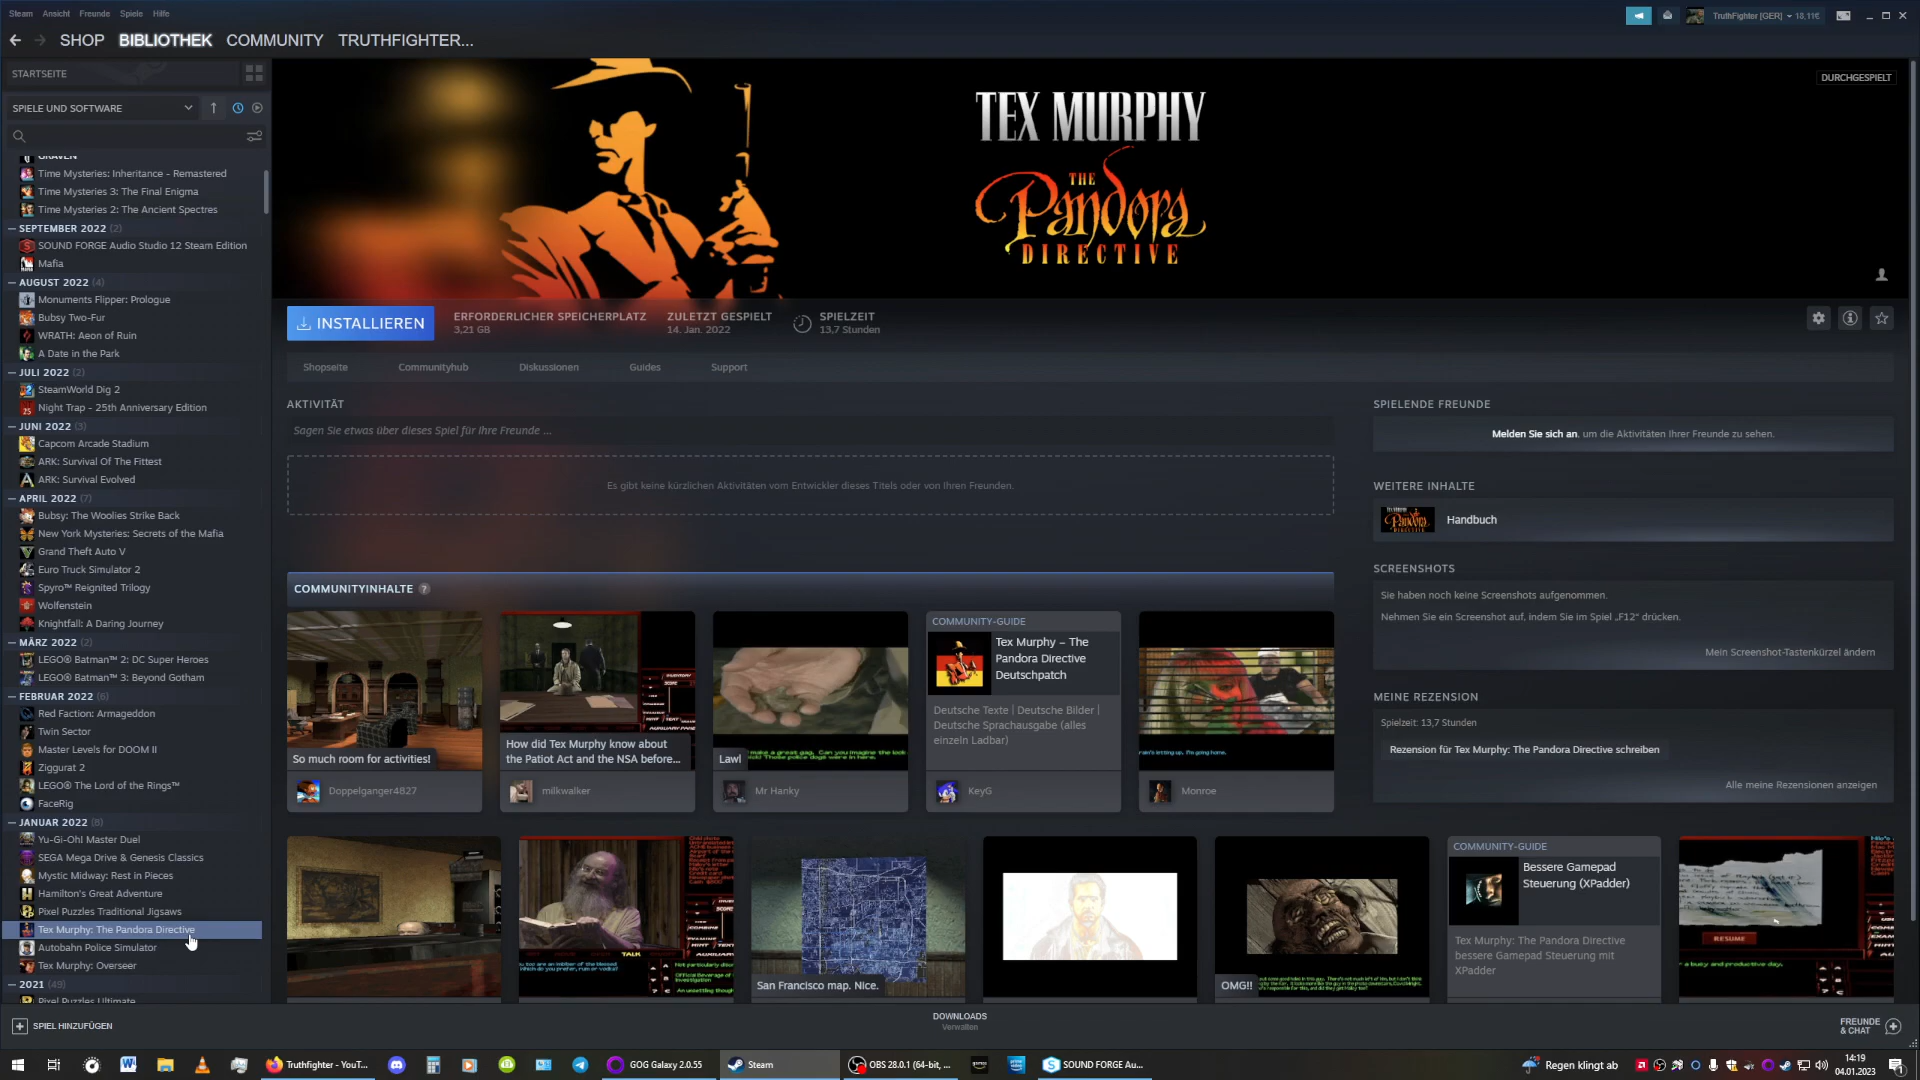 Steam Ansicht Freunde Spiele Hilfe
TruthFighter [GER] 18,11€
SHOP BIBLIOTHEK COMMUNITY TRUTHFIGHTER...
STARTSEITE
SPIELE UND SOFTWARE
GRAVEN
Time Mysteries: Inheritance - Remastered
Time Mysteries 3: The Final Enigma
Time Mysteries 2: The Ancient Spectres
— SEPTEMBER 2022 (2)
SOUND FORGE Audio Studio 12 Steam Edition
Mafia
— AUGUST 2022 (4)
Monuments Flipper: Prologue
Bubsy Two-Fur
WRATH: Aeon of Ruin
A Date in the Park
— JULI 2022 (2)
SteamWorld Dig 2
Night Trap - 25th Anniversary Edition
— JUNI 2022 (3)
Capcom Arcade Stadium
ARK: Survival Of The Fittest
ARK: Survival Evolved
— APRIL 2022 (7)
Bubsy: The Woolies Strike Back
New York Mysteries: Secrets of the Mafia
Grand Theft Auto V
Euro Truck Simulator 2
Spyro™ Reignited Trilogy
Wolfenstein
Knightfall: A Daring Journey
— MÄRZ 2022 (2)
LEGO® Batman™ 2: DC Super Heroes
LEGO® Batman™ 3: Beyond Gotham
— FEBRUAR 2022 (6)
Red Faction: Armageddon
Twin Sector
Master Levels for DOOM II
Ziggurat 2
LEGO® The Lord of the Rings™
FaceRig
— JANUAR 2022 (8)
Yu-Gi-Oh! Master Duel
SEGA Mega Drive & Genesis Classics
Mystic Midway: Rest in Pieces
Hamilton's Great Adventure
Pixel Puzzles Traditional Jigsaws
Tex Murphy: The Pandora Directive
Autobahn Police Simulator
Tex Murphy: Overseer
— 2021 (49)
Pixel Puzzles Ultimate
SPIEL HINZUFÜGEN
DURCHGESPIELT
TEX MURPHY
THE
Pandora
DIRECTIVE
INSTALLIEREN
ERFORDERLICHER SPEICHERPLATZ
3,21 GB
ZULETZT GESPIELT
14. Jan. 2022
SPIELZEIT
13,7 Stunden
Shopseite Communityhub Diskussionen Guides Support
AKTIVITÄT
Sagen Sie etwas über dieses Spiel für Ihre Freunde ...
Es gibt keine kürzlichen Aktivitäten vom Entwickler dieses Titels oder von Ihren Freunden.
COMMUNITYINHALTE ?
So much room for activities!
Doppelganger4827
How did Tex Murphy know about
the Patiot Act and the NSA before...
milkwalker
Lawl
Mr Hanky
COMMUNITY-GUIDE
Tex Murphy – The
Pandora Directive
Deutschpatch
Deutsche Texte | Deutsche Bilder |
Deutsche Sprachausgabe (alles
einzeln Ladbar)
KeyG
Monroe
TALK
San Francisco map. Nice.
OMG!!
COMMUNITY-GUIDE
Bessere Gamepad
Steuerung (XPadder)
Tex Murphy: The Pandora Directive
bessere Gamepad Steuerung mit
XPadder
RESUME
SPIELENDE FREUNDE
Melden Sie sich an, um die Aktivitäten Ihrer Freunde zu sehen.
WEITERE INHALTE
Handbuch
SCREENSHOTS
Sie haben noch keine Screenshots aufgenommen.
Nehmen Sie ein Screenshot auf, indem Sie im Spiel „F12“ drücken.
Mein Screenshot-Tastenkürzel ändern
MEINE REZENSION
Spielzeit: 13,7 Stunden
Rezension für Tex Murphy: The Pandora Directive schreiben
Alle meine Rezensionen anzeigen
DOWNLOADS
Verwalten
FREUNDE
& CHAT
Truthfighter - YouT... GOG Galaxy 2.0.55 Steam OBS 28.0.1 (64-bit, ... SOUND FORGE Au... Regen klingt ab
14:19
04.01.2023